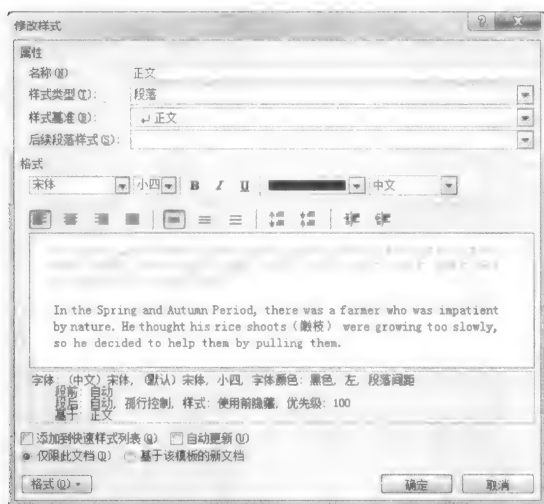 修改样式
属性
名称(N) 正文
样式类型(T): 段落
样式基准(B): ↵ 正文
后续段落样式(S):
格式
宋体 小四 B I U 中文
In the Spring and Autumn Period, there was a farmer who was impatient
by nature. He thought his rice shoots (嫩枝) were growing too slowly,
so he decided to help them by pulling them.
字体: (中文) 宋体, (默认) 宋体, 小四, 字体颜色: 黑色, 左, 段落间距
段前: 自动
段后: 自动, 孤行控制, 样式: 使用前隐藏, 优先级: 100
基于: 正文
添加到快速样式列表(Q) 自动更新(U)
仅限此文档(D) 基于该模板的新文档
格式(O) 确定 取消